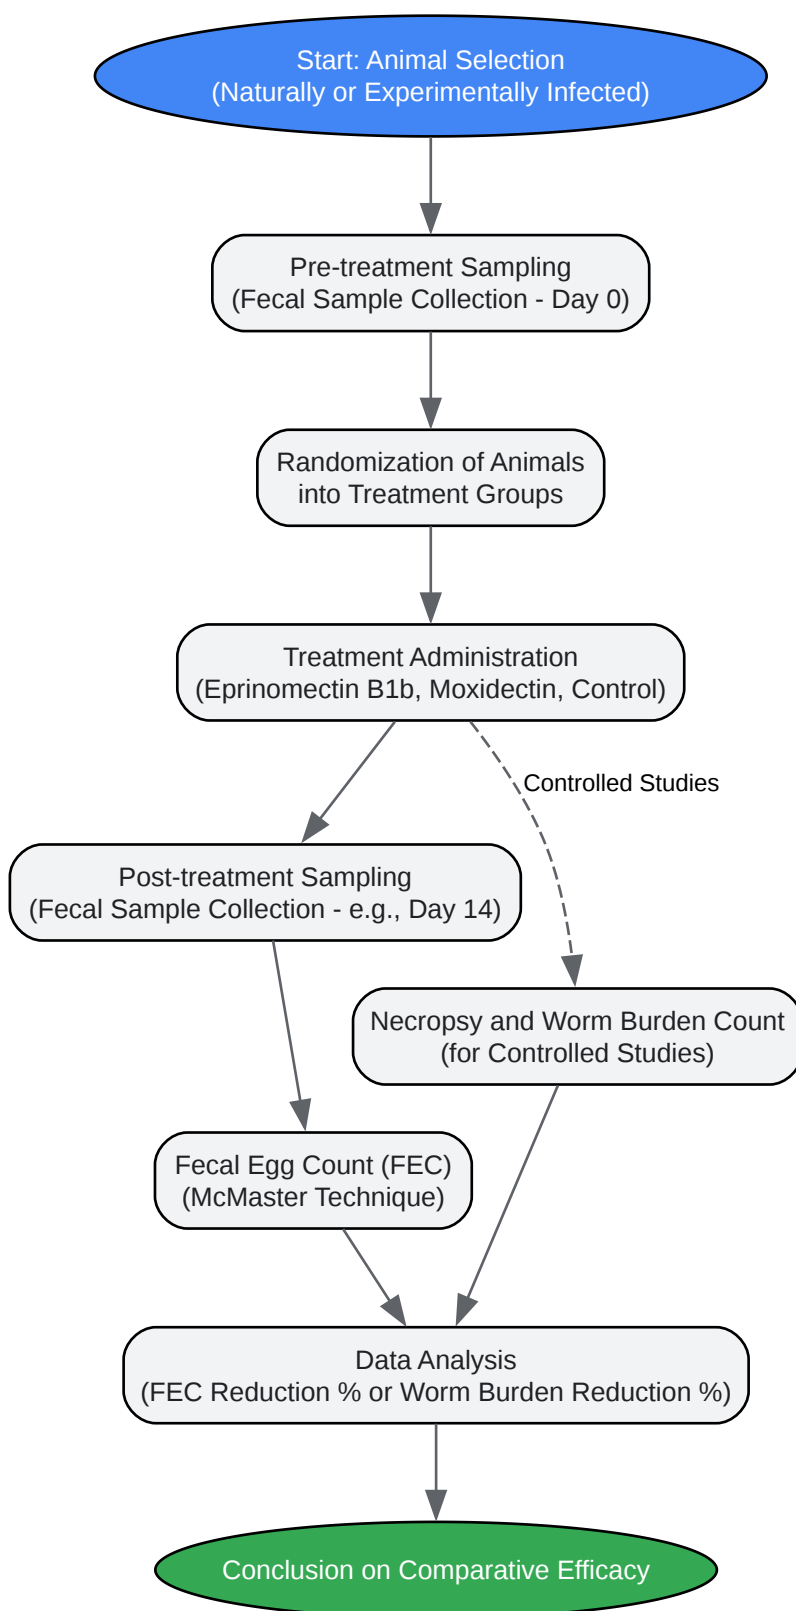 Start: Animal Selection
(Naturally or Experimentally Infected)
Pre-treatment Sampling
(Fecal Sample Collection - Day 0)
Randomization of Animals
into Treatment Groups
Treatment Administration
(Eprinomectin B1b, Moxidectin, Control)
Controlled Studies
Post-treatment Sampling
(Fecal Sample Collection - e.g., Day 14)
Necropsy and Worm Burden Count
(for Controlled Studies)
Fecal Egg Count (FEC)
(McMaster Technique)
Data Analysis
(FEC Reduction % or Worm Burden Reduction %)
Conclusion on Comparative Efficacy